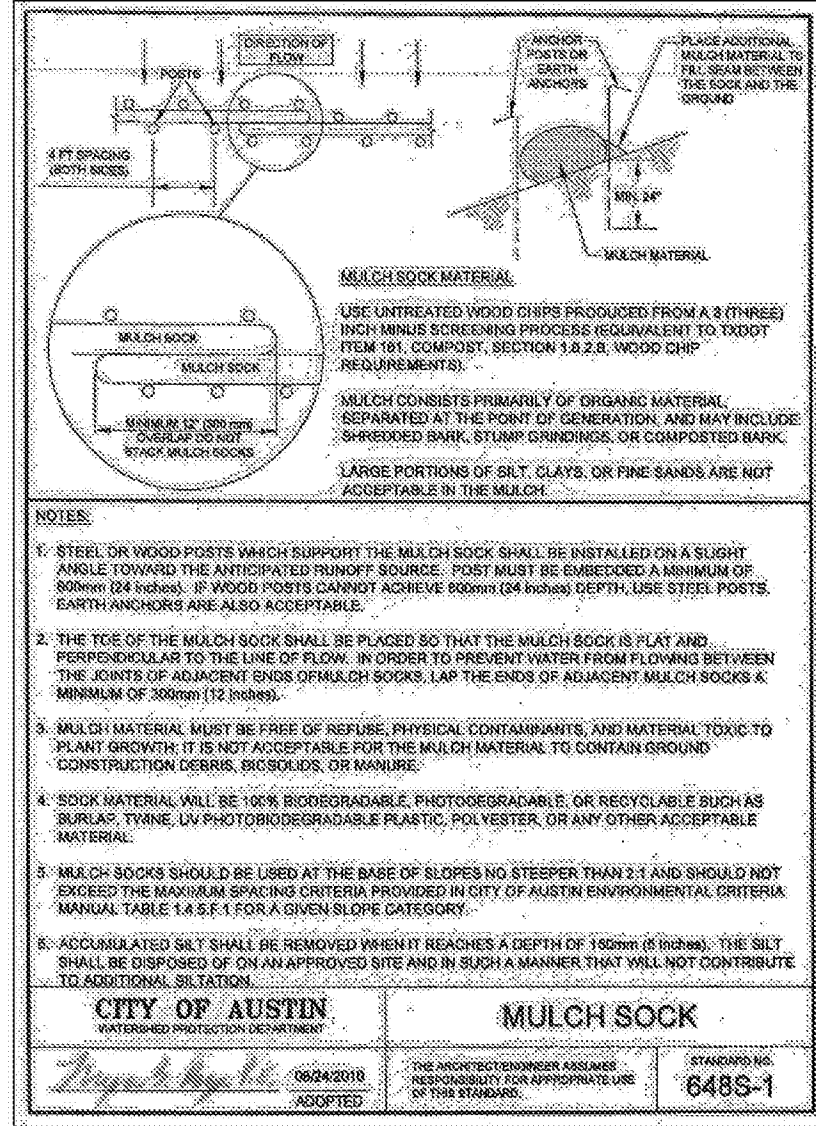 DIRECTION OF
FLOW
POSTS
4 FT SPACING
(BOTH SIDES)
ANCHOR
POSTS OR
EARTH
ANCHORS
PLACE ADDITIONAL
MULCH MATERIAL TO
FILL SEAM BETWEEN
THE SOCK AND THE
GROUND
MIN. 24"
MULCH MATERIAL
MULCH SOCK
MULCH SOCK
MINIMUM 12" (300 mm)
OVERLAP DO NOT
STACK MULCH SOCKS
MULCH SOCK MATERIAL
USE UNTREATED WOOD CHIPS PRODUCED FROM A 3 (THREE)
INCH MINUS SCREENING PROCESS (EQUIVALENT TO TXDOT
ITEM 161, COMPOST, SECTION 1.6.2.B, WOOD CHIP
REQUIREMENTS).
MULCH CONSISTS PRIMARILY OF ORGANIC MATERIAL,
SEPARATED AT THE POINT OF GENERATION, AND MAY INCLUDE:
SHREDDED BARK, STUMP GRINDINGS, OR COMPOSTED BARK.
LARGE PORTIONS OF SILT, CLAYS, OR FINE SANDS ARE NOT
ACCEPTABLE IN THE MULCH.
NOTES:
1. STEEL OR WOOD POSTS WHICH SUPPORT THE MULCH SOCK SHALL BE INSTALLED ON A SLIGHT
ANGLE TOWARD THE ANTICIPATED RUNOFF SOURCE. POST MUST BE EMBEDDED A MINIMUM OF
600mm (24 inches). IF WOOD POSTS CANNOT ACHIEVE 600mm (24 inches) DEPTH, USE STEEL POSTS.
EARTH ANCHORS ARE ALSO ACCEPTABLE.
2. THE TOE OF THE MULCH SOCK SHALL BE PLACED SO THAT THE MULCH SOCK IS FLAT AND
PERPENDICULAR TO THE LINE OF FLOW. IN ORDER TO PREVENT WATER FROM FLOWING BETWEEN
THE JOINTS OF ADJACENT ENDS OFMULCH SOCKS, LAP THE ENDS OF ADJACENT MULCH SOCKS A
MINIMUM OF 300mm (12 inches).
3. MULCH MATERIAL MUST BE FREE OF REFUSE, PHYSICAL CONTAMINANTS, AND MATERIAL TOXIC TO
PLANT GROWTH; IT IS NOT ACCEPTABLE FOR THE MULCH MATERIAL TO CONTAIN GROUND
CONSTRUCTION DEBRIS, BIOSOLIDS, OR MANURE.
4. SOCK MATERIAL WILL BE 100% BIODEGRADABLE, PHOTODEGRADABLE, OR RECYCLABLE SUCH AS
BURLAP, TWINE, UV PHOTOBIODEGRADABLE PLASTIC, POLYESTER, OR ANY OTHER ACCEPTABLE
MATERIAL.
5. MULCH SOCKS SHOULD BE USED AT THE BASE OF SLOPES NO STEEPER THAN 2:1 AND SHOULD NOT
EXCEED THE MAXIMUM SPACING CRITERIA PROVIDED IN CITY OF AUSTIN ENVIRONMENTAL CRITERIA
MANUAL TABLE 1.4.5.F.1 FOR A GIVEN SLOPE CATEGORY.
6. ACCUMULATED SILT SHALL BE REMOVED WHEN IT REACHES A DEPTH OF 150mm (6 inches). THE SILT
SHALL BE DISPOSED OF ON AN APPROVED SITE AND IN SUCH A MANNER THAT WILL NOT CONTRIBUTE
TO ADDITIONAL SILTATION.
CITY OF AUSTIN
WATERSHED PROTECTION DEPARTMENT
MULCH SOCK
08/24/2010
ADOPTED
THE ARCHITECT/ENGINEER ASSUMES
RESPONSIBILITY FOR APPROPRIATE USE
OF THIS STANDARD.
STANDARD NO.
648S-1